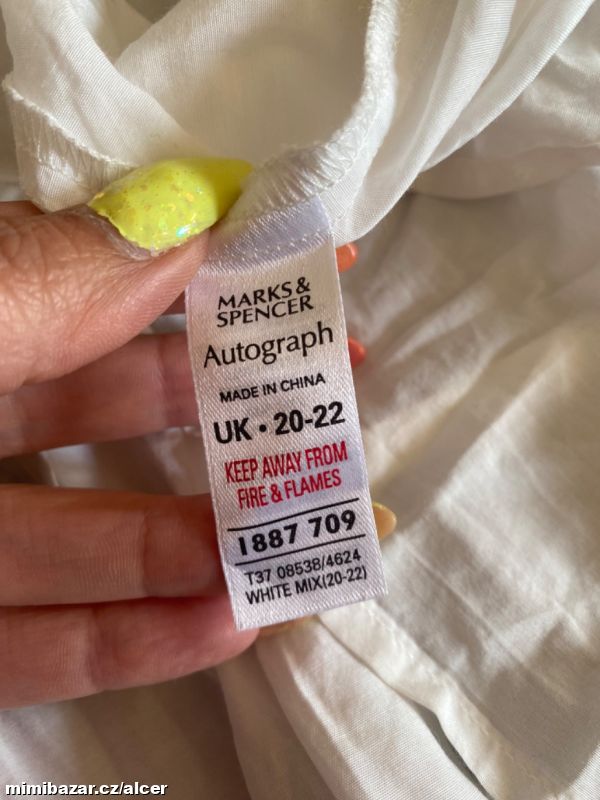 MARKS &
SPENCER
Autograph
MADE IN CHINA
UK • 20-22
KEEP AWAY FROM
FIRE & FLAMES
1887 709
T37 08538/4624
WHITE MIX(20-22)
mimibazar.cz/alcer